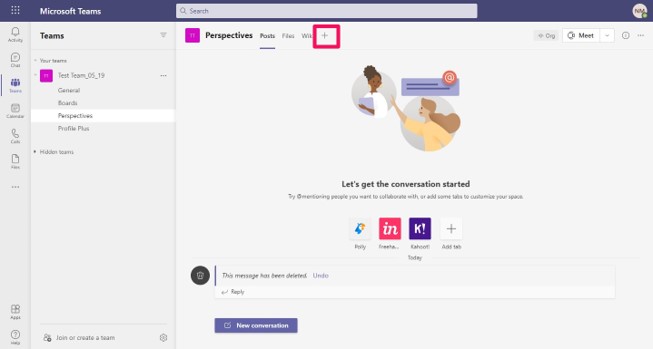 Microsoft Teams
Search
NM
Activity
Chat
Teams
Calendar
Calls
Files
Apps
Help
Teams
Your teams
TT
Test Team_05_19
General
Boards
Perspectives
Profile Plus
Hidden teams
Join or create a team
TT
Perspectives
Posts
Files
Wiki
Org
Meet
@
Let's get the conversation started
Try @mentioning people you want to collaborate with, or add some tabs to customize your space.
in
K!
Polly
freeha...
Kahoot!
Add tab
Today
This message has been deleted. Undo
Reply
New conversation